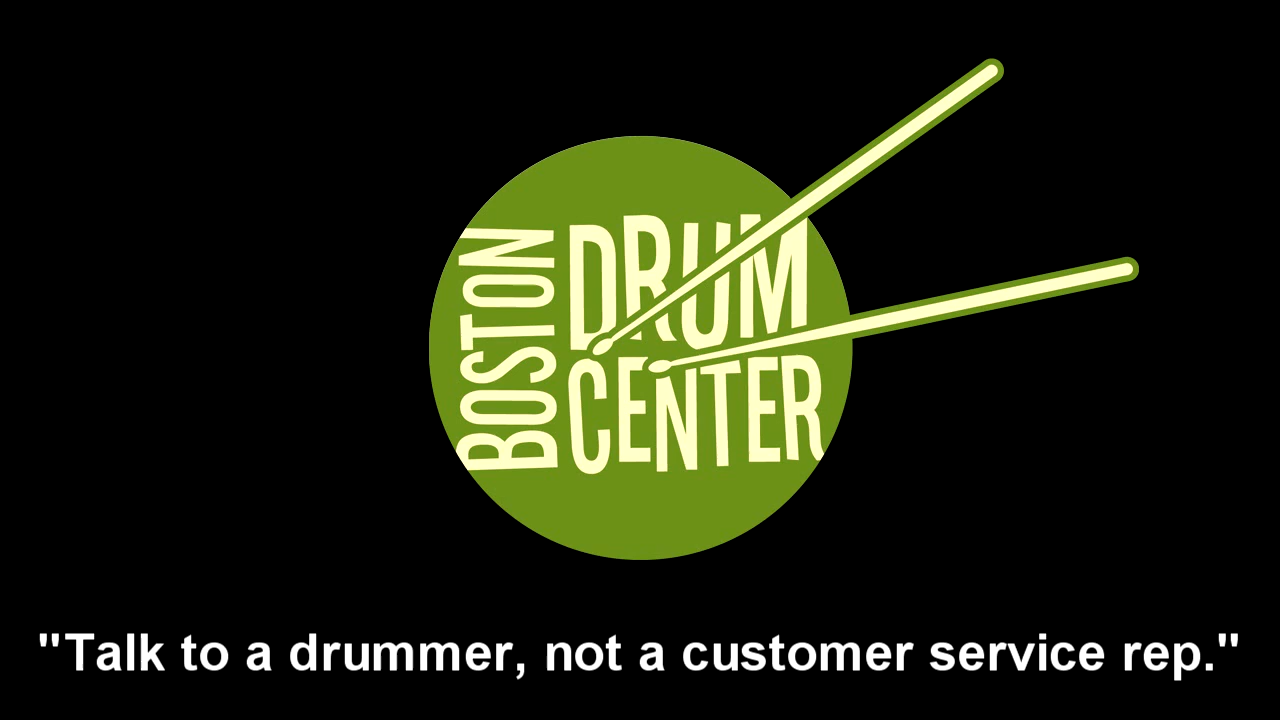 BOSTON
DRUM
CENTER
"Talk to a drummer, not a customer service rep."